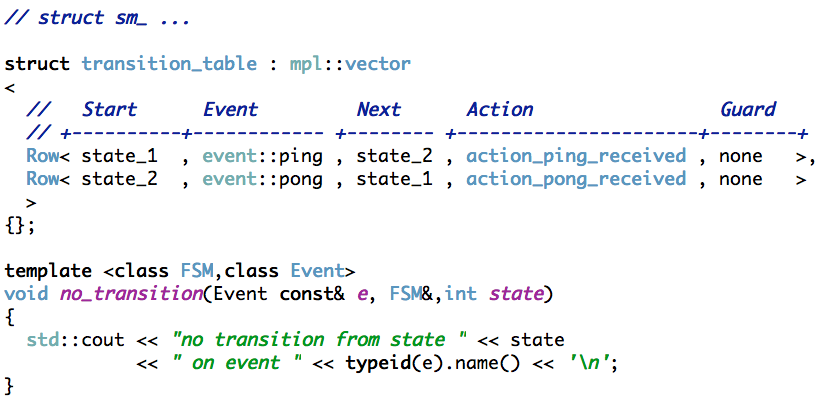 // struct sm_ ...
struct transition_table : mpl::vector
<
// Start Event Next Action Guard
// +----------+------------ +-------- +----------------------+--------+
Row< state_1 , event::ping , state_2 , action_ping_received , none >,
Row< state_2 , event::pong , state_1 , action_pong_received , none >
>
{};
template <class FSM,class Event>
void no_transition(Event const& e, FSM&,int state)
{
std::cout << "no transition from state " << state
<< " on event " << typeid(e).name() << '\n';
}